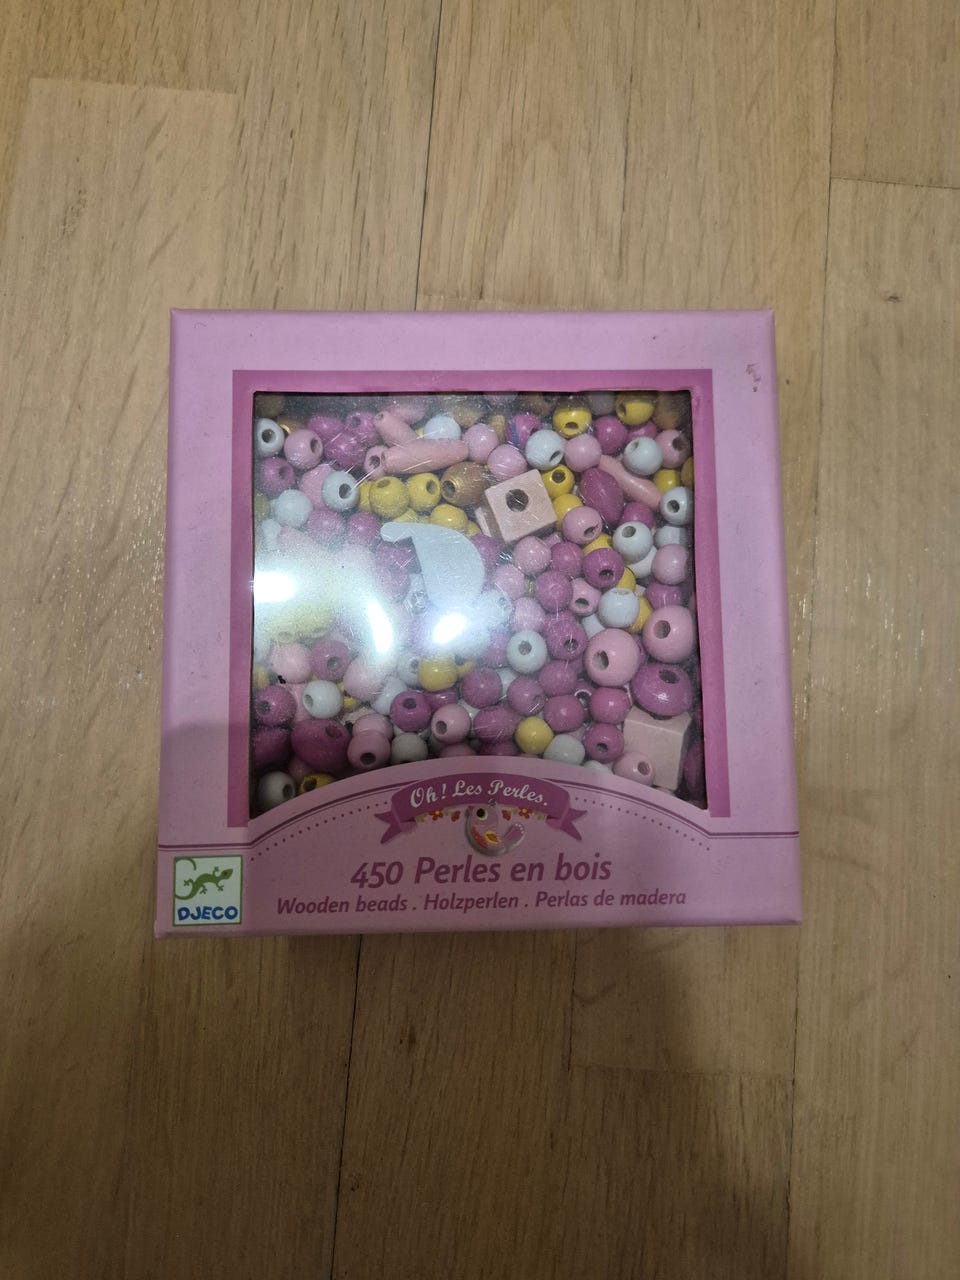 Oh! Les Perles.
450 Perles en bois
Wooden beads . Holzperlen . Perlas de madera
DJECO